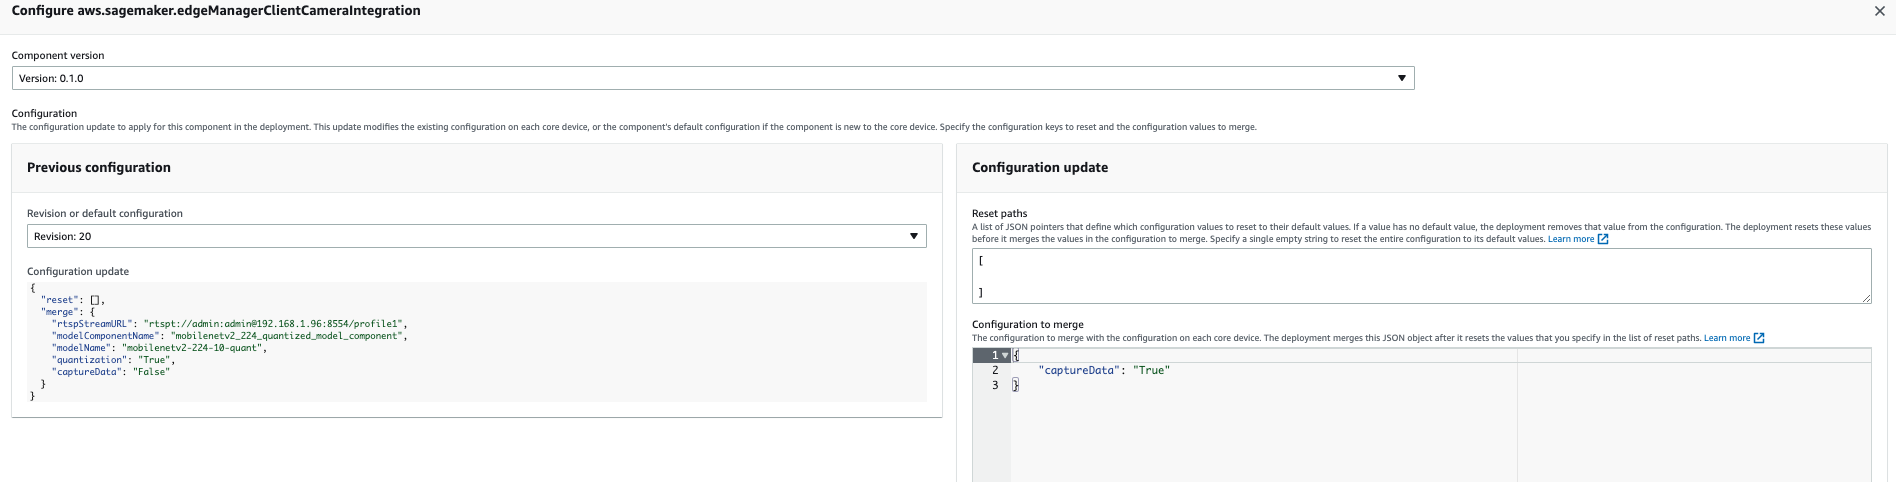 Configure aws.sagemaker.edgeManagerClientCameraIntegration
Component version
Version: 0.1.0
Configuration
The configuration update to apply for this component in the deployment. This update modifies the existing configuration on each core device, or the component's default configuration if the component is new to the core device. Specify the configuration keys to reset and the configuration values to merge.
Previous configuration
Revision or default configuration
Revision: 20
Configuration update
{
  "reset": [],
  "merge": {
    "rtspStreamURL": "rtspt://admin:admin@192.168.1.96:8554/profile1",
    "modelComponentName": "mobilenetv2_224_quantized_model_component",
    "modelName": "mobilenetv2-224-10-quant",
    "quantization": "True",
    "captureData": "False"
  }
}
Configuration update
Reset paths
A list of JSON pointers that define which configuration values to reset to their default values. If a value has no default value, the deployment removes that value from the configuration. The deployment resets these values
before it merges the values in the configuration to merge. Specify a single empty string to reset the entire configuration to its default values. Learn more
[
]
Configuration to merge
The configuration to merge with the configuration on each core device. The deployment merges this JSON object after it resets the values that you specify in the list of reset paths. Learn more
1 {
2     "captureData": "True"
3 }